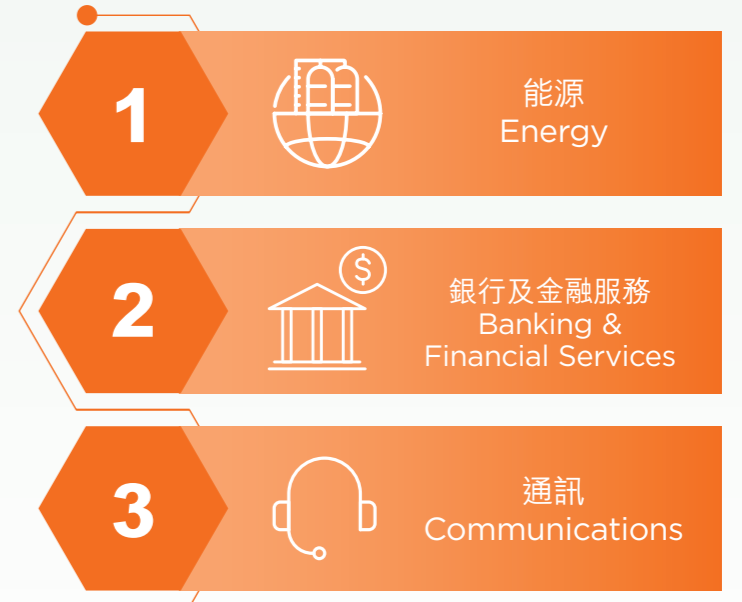 1
能源
Energy
2
$
銀行及金融服務
Banking &
Financial Services
3
通訊
Communications